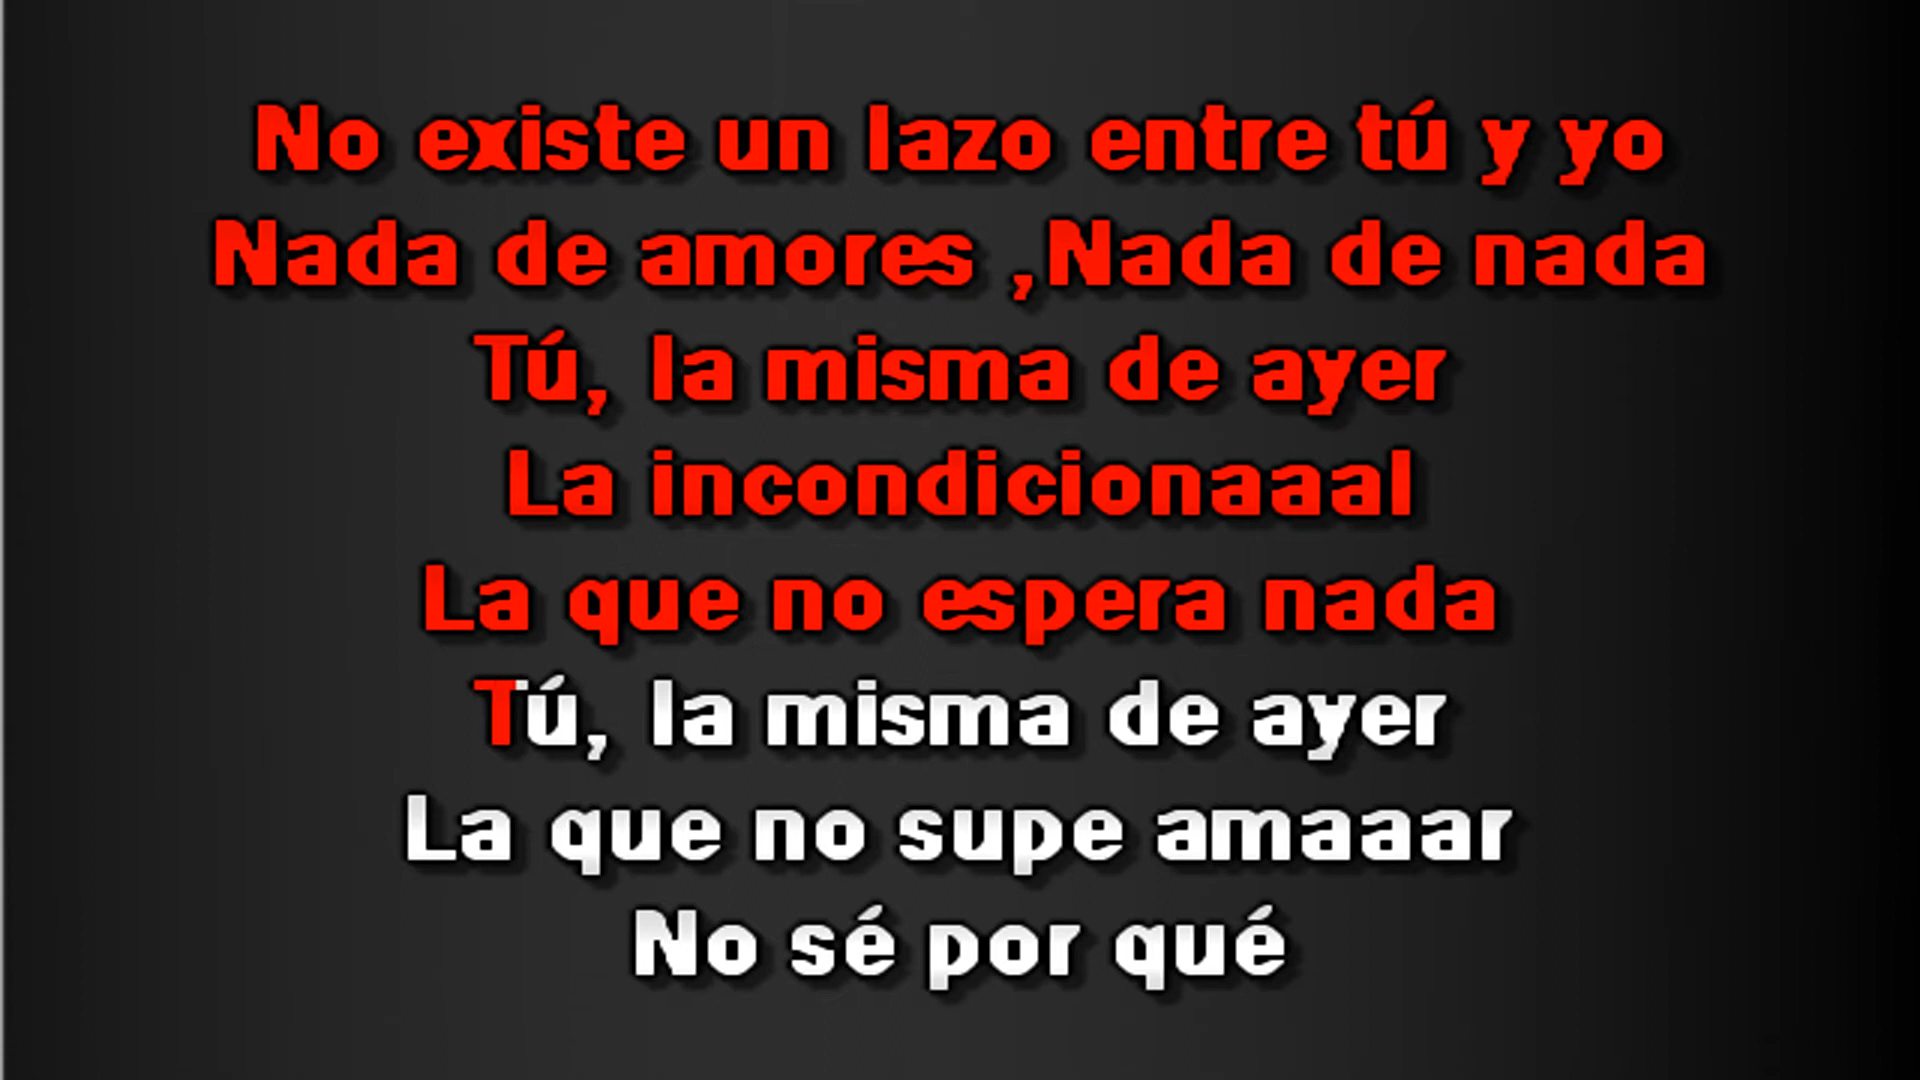 No existe un lazo entre tú y yo
Nada de amores ,Nada de nada
Tú, la misma de ayer
La incondicionaaal
La que no espera nada
Tú, la misma de ayer
La que no supe amaaar
No sé por qué